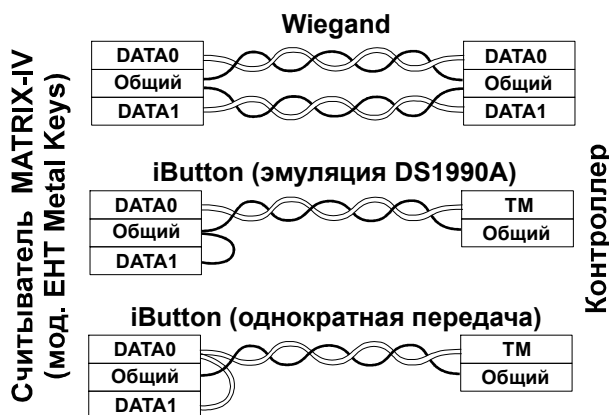 Считыватель MATRIX-IV
(мод. EHT Metal Keys)
Wiegand
DATA0
Общий
DATA1
DATA0
Общий
DATA1
iButton (эмуляция DS1990A)
DATA0
Общий
DATA1
TM
Общий
iButton (однократная передача)
DATA0
Общий
DATA1
TM
Общий
Контроллер